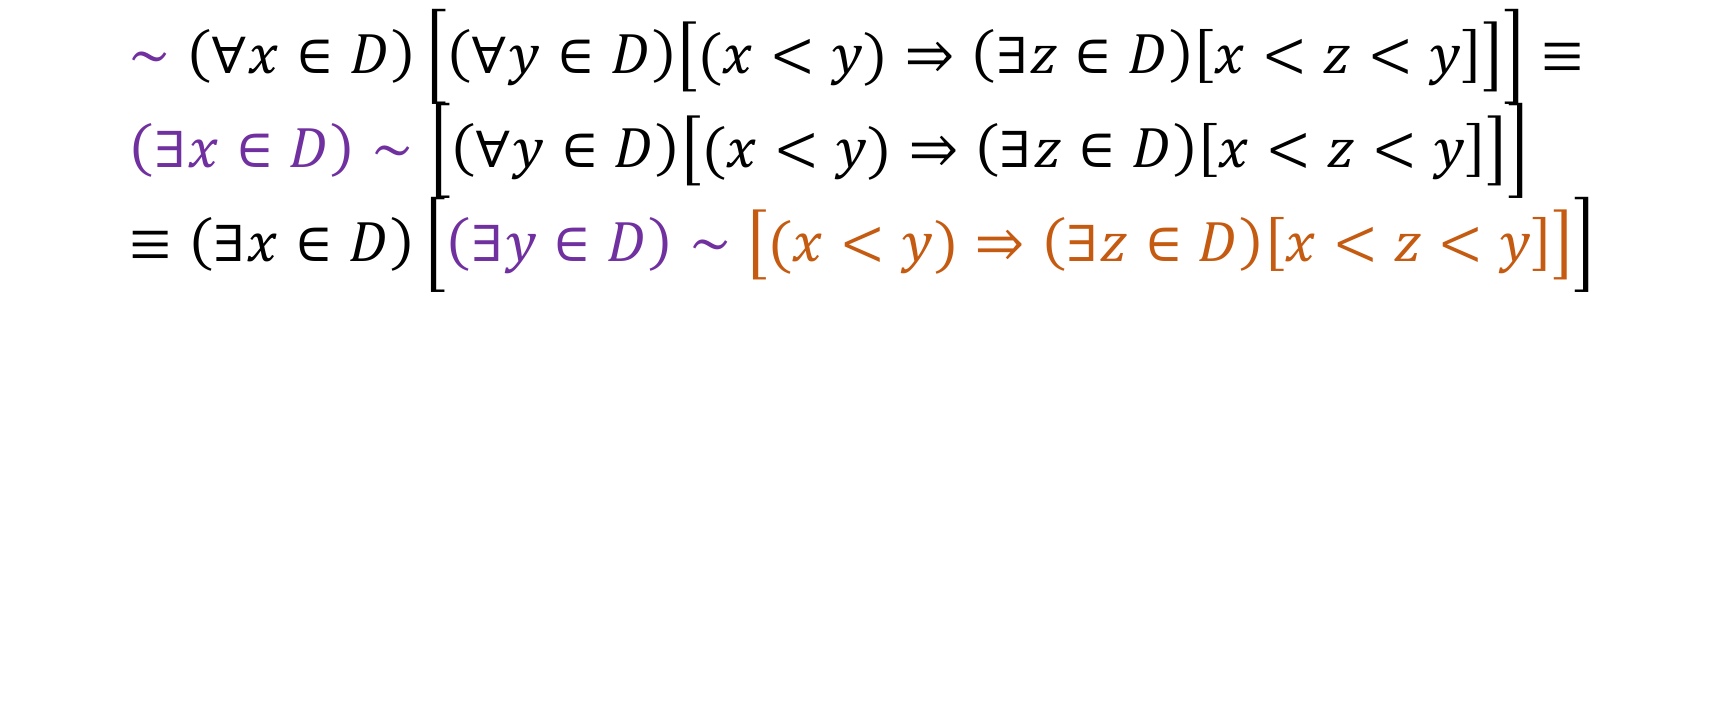 ~ (∀x ∈ D) [(∀y ∈ D)[(x < y) ⇒ (∃z ∈ D)[x < z < y]]] ≡
(∃x ∈ D) ~ [(∀y ∈ D)[(x < y) ⇒ (∃z ∈ D)[x < z < y]]]
≡ (∃x ∈ D) [(∃y ∈ D) ~ [(x < y) ⇒ (∃z ∈ D)[x < z < y]]]